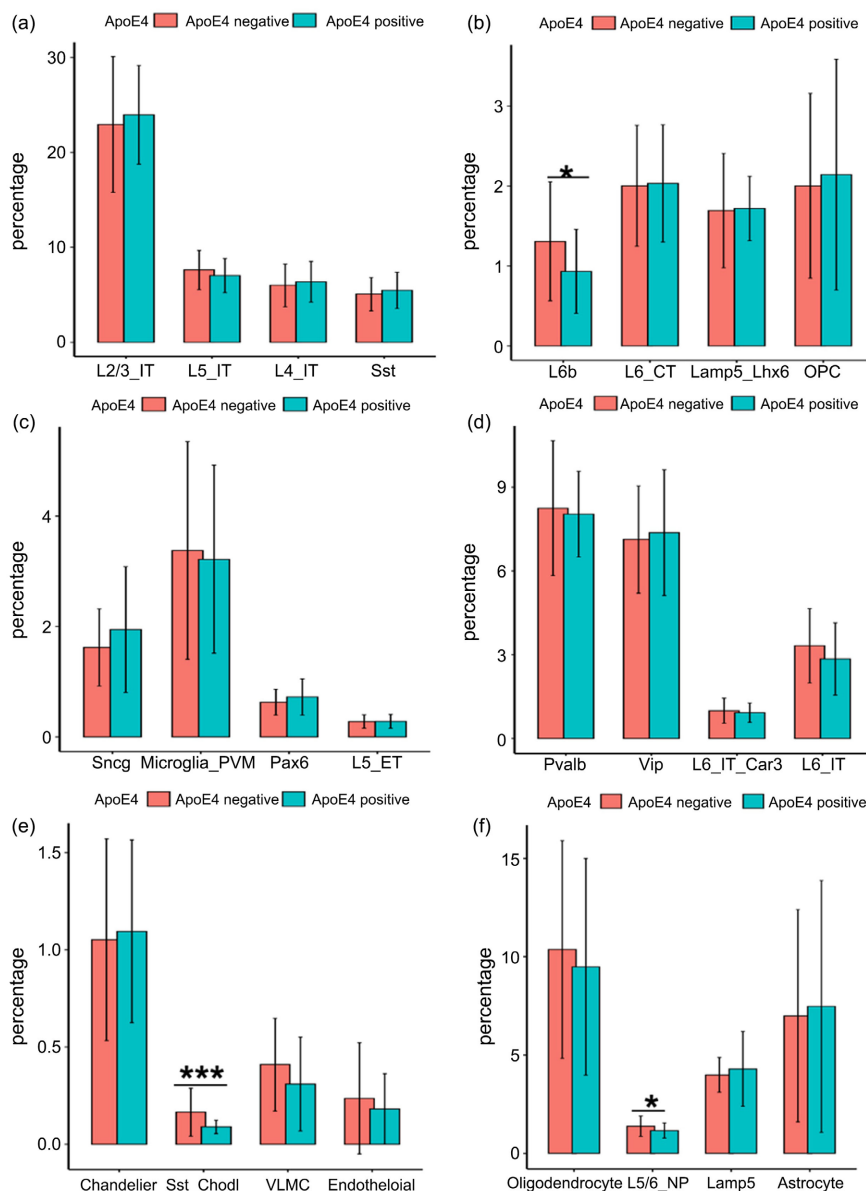 (a)
ApoE4 ApoE4 negative ApoE4 positive
percentage
30
20
10
0
L2/3_IT L5_IT L4_IT Sst
(b)
ApoE4 ApoE4 negative ApoE4 positive
percentage
3
2
1
0
*
L6b L6_CT Lamp5_Lhx6 OPC
(c)
ApoE4 ApoE4 negative ApoE4 positive
percentage
4
2
0
Sncg Microglia_PVM Pax6 L5_ET
(d)
ApoE4 ApoE4 negative ApoE4 positive
percentage
9
6
3
0
Pvalb Vip L6_IT_Car3 L6_IT
(e)
ApoE4 ApoE4 negative ApoE4 positive
percentage
1.5
1.0
0.5
0.0
***
Chandelier Sst Chodl VLMC Endotheloial
(f)
ApoE4 ApoE4 negative ApoE4 positive
percentage
15
10
5
0
*
Oligodendrocyte L5/6_NP Lamp5 Astrocyte